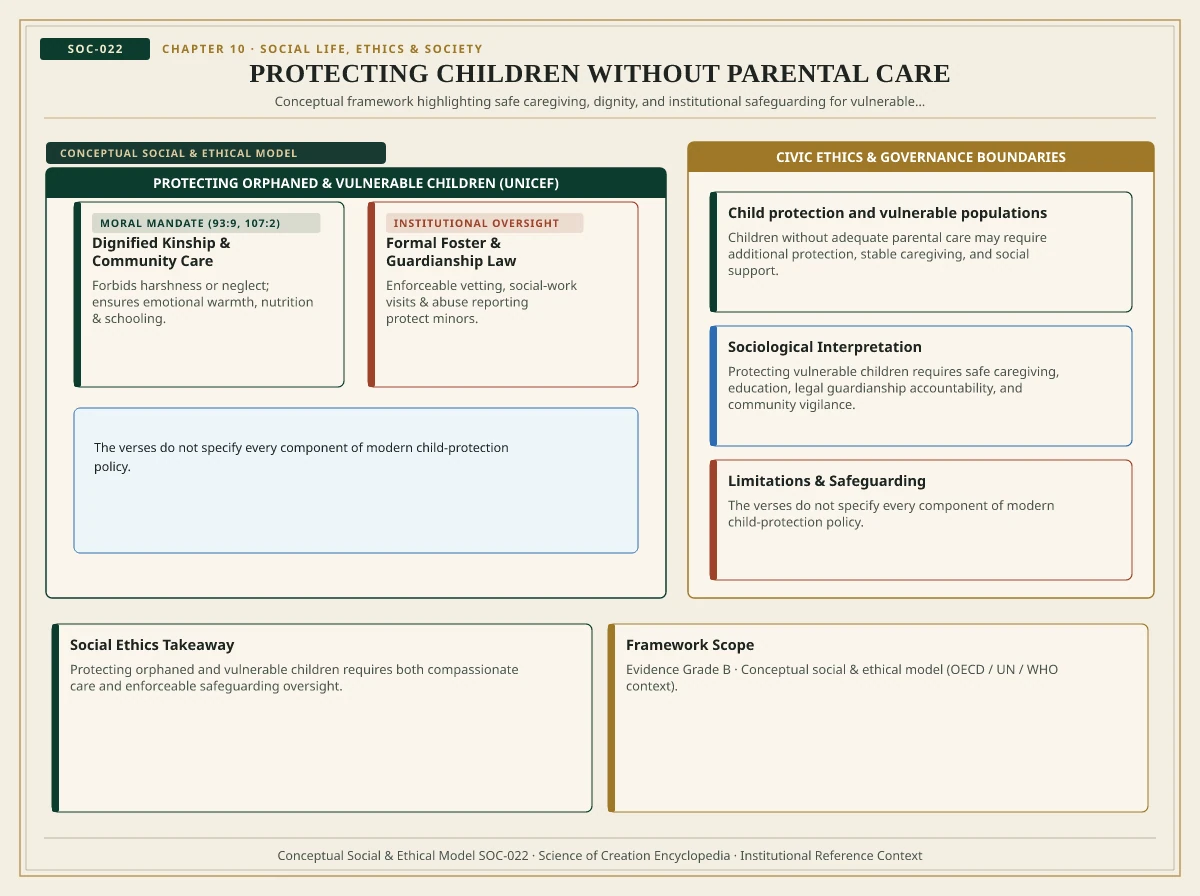 SOC-022
CHAPTER 10 · SOCIAL LIFE, ETHICS & SOCIETY
PROTECTING CHILDREN WITHOUT PARENTAL CARE
Conceptual framework highlighting safe caregiving, dignity, and institutional safeguarding for vulnerable...
CONCEPTUAL SOCIAL & ETHICAL MODEL
PROTECTING ORPHANED & VULNERABLE CHILDREN (UNICEF)
MORAL MANDATE (93:9, 107:2)
Dignified Kinship &
Community Care
Forbids harshness or neglect;
ensures emotional warmth, nutrition
& schooling.
INSTITUTIONAL OVERSIGHT
Formal Foster &
Guardianship Law
Enforceable vetting, social-work
visits & abuse reporting
protect minors.
The verses do not specify every component of modern child-protection
policy.
CIVIC ETHICS & GOVERNANCE BOUNDARIES
Child protection and vulnerable populations
Children without adequate parental care may require
additional protection, stable caregiving, and social
support.
Sociological Interpretation
Protecting vulnerable children requires safe caregiving,
education, legal guardianship accountability, and
community vigilance.
Limitations & Safeguarding
The verses do not specify every component of modern
child-protection policy.
Social Ethics Takeaway
Protecting orphaned and vulnerable children requires both compassionate
care and enforceable safeguarding oversight.
Framework Scope
Evidence Grade B · Conceptual social & ethical model (OECD / UN / WHO
context).
Conceptual Social & Ethical Model SOC-022 · Science of Creation Encyclopedia · Institutional Reference Context